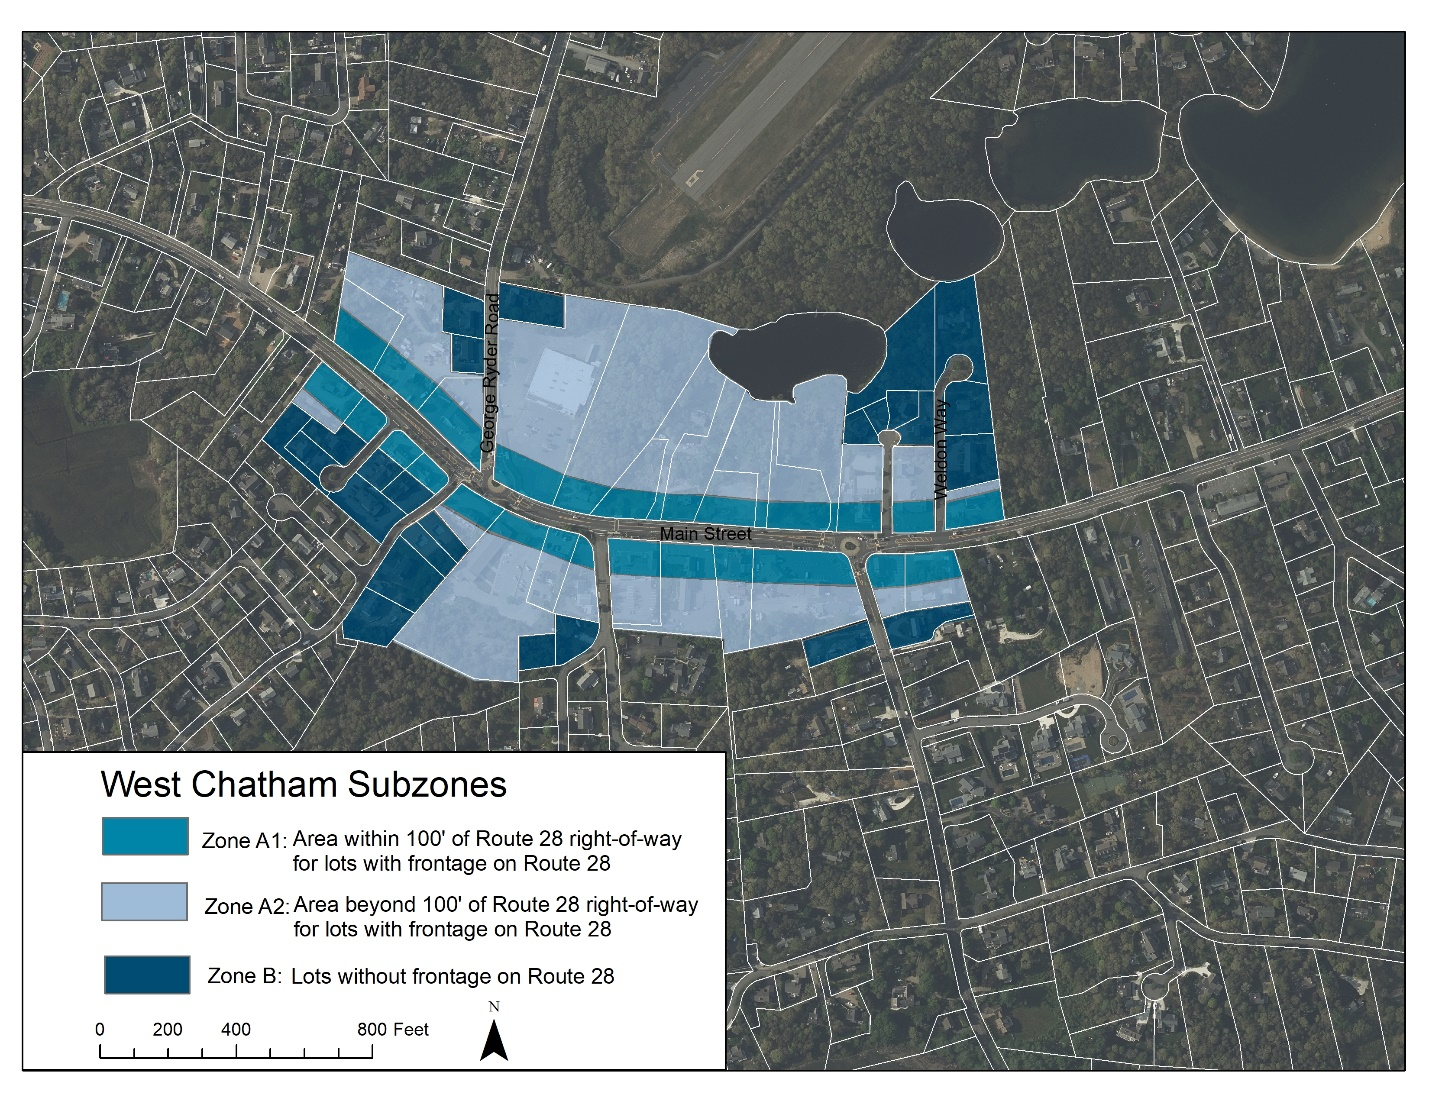 George Ryder Road
Weldon Way
Main Street
West Chatham Subzones
Zone A1: Area within 100' of Route 28 right-of-way
for lots with frontage on Route 28
Zone A2: Area beyond 100' of Route 28 right-of-way
for lots with frontage on Route 28
Zone B: Lots without frontage on Route 28
N
0 200 400 800 Feet